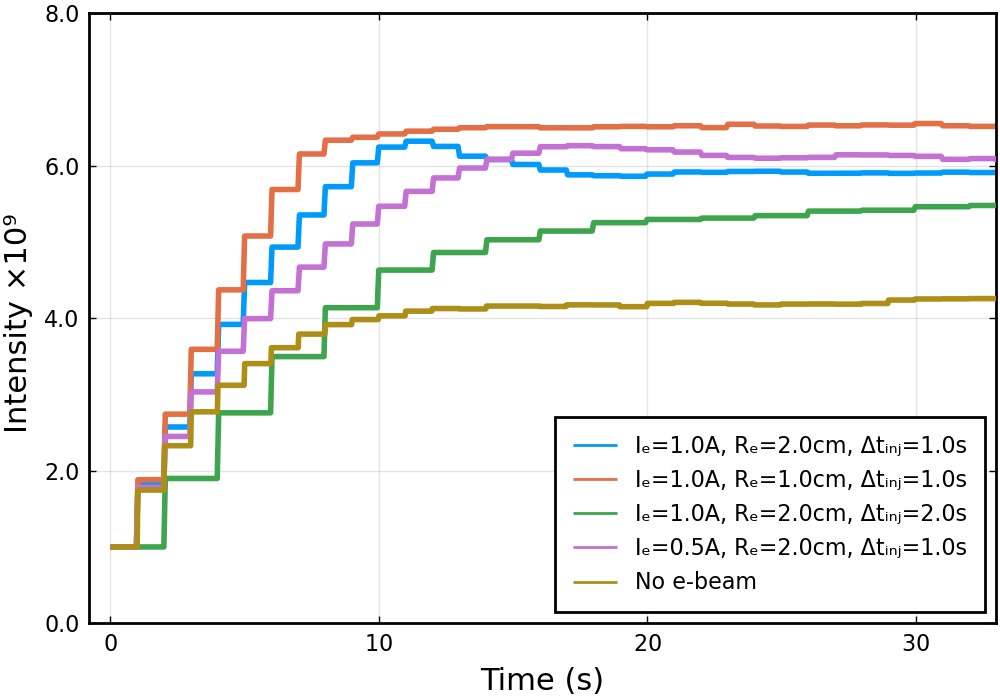 Intensity ×10⁹
8.0
6.0
4.0
2.0
0.0
0
10
20
30
Time (s)
Iₑ=1.0A, Rₑ=2.0cm, Δtᵢₙⱼ=1.0s
Iₑ=1.0A, Rₑ=1.0cm, Δtᵢₙⱼ=1.0s
Iₑ=1.0A, Rₑ=2.0cm, Δtᵢₙⱼ=2.0s
Iₑ=0.5A, Rₑ=2.0cm, Δtᵢₙⱼ=1.0s
No e-beam